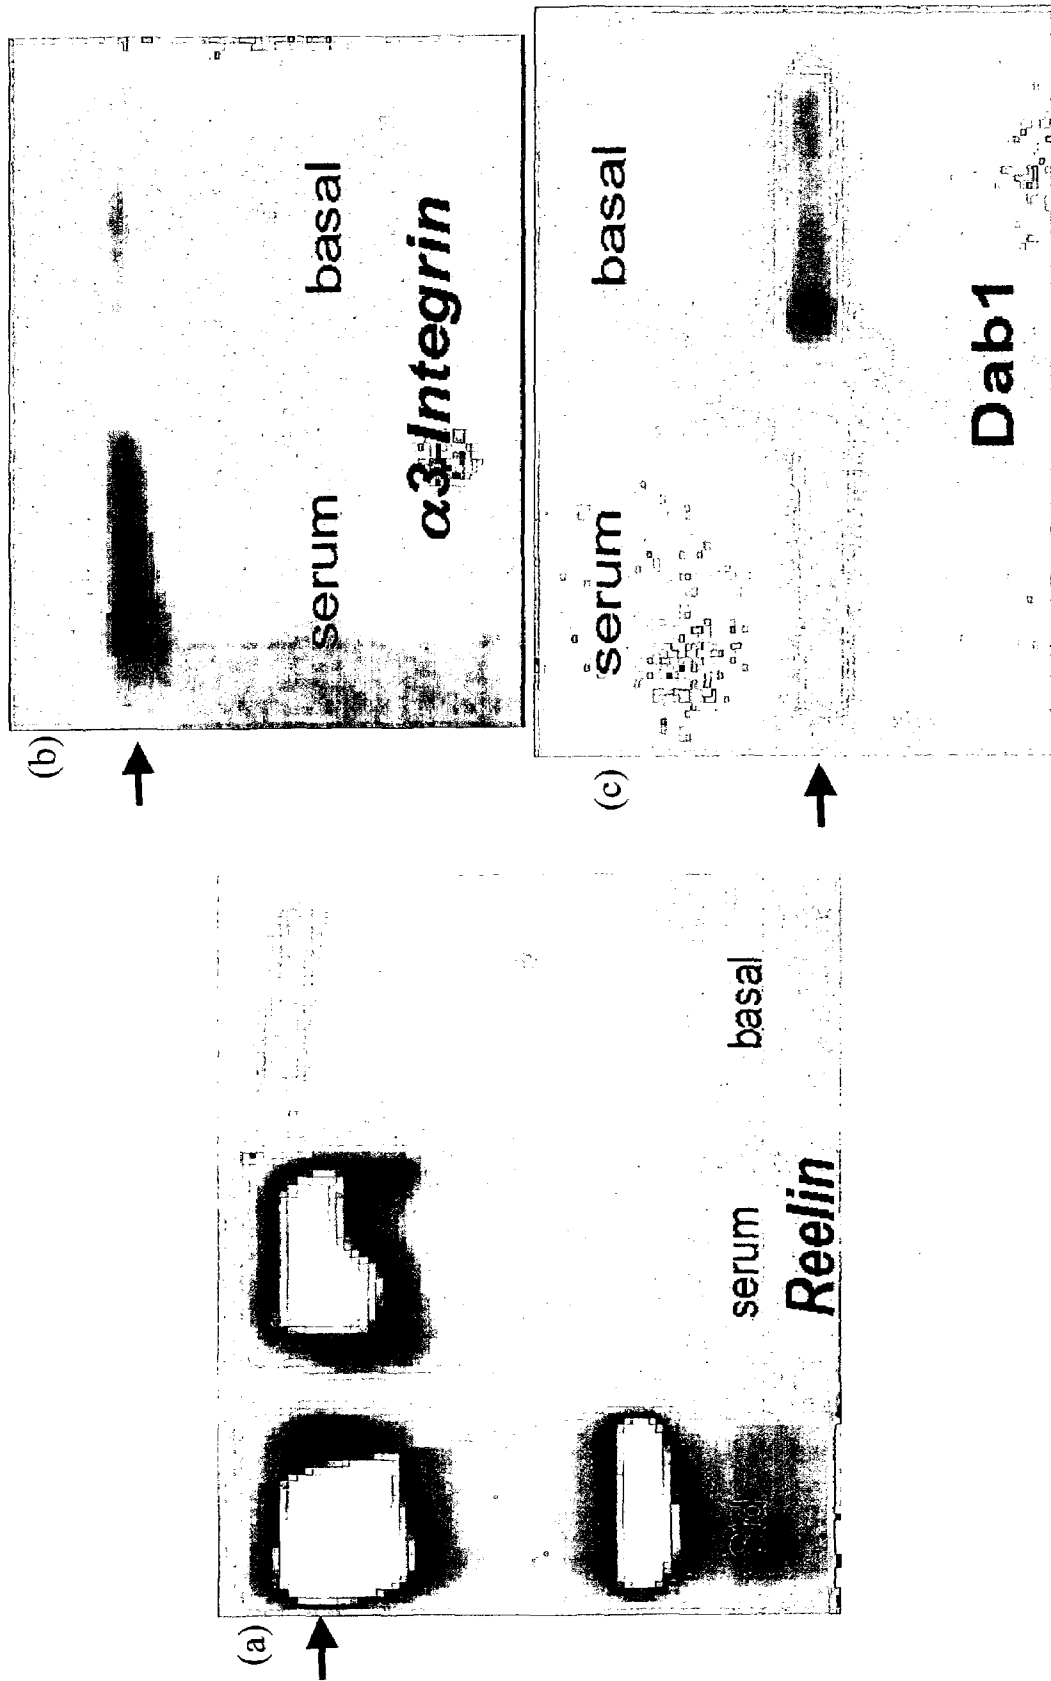 (a)
serum basal
Reelin
(b)
serum basal
α3-Integrin
(c)
serum basal
Dab1